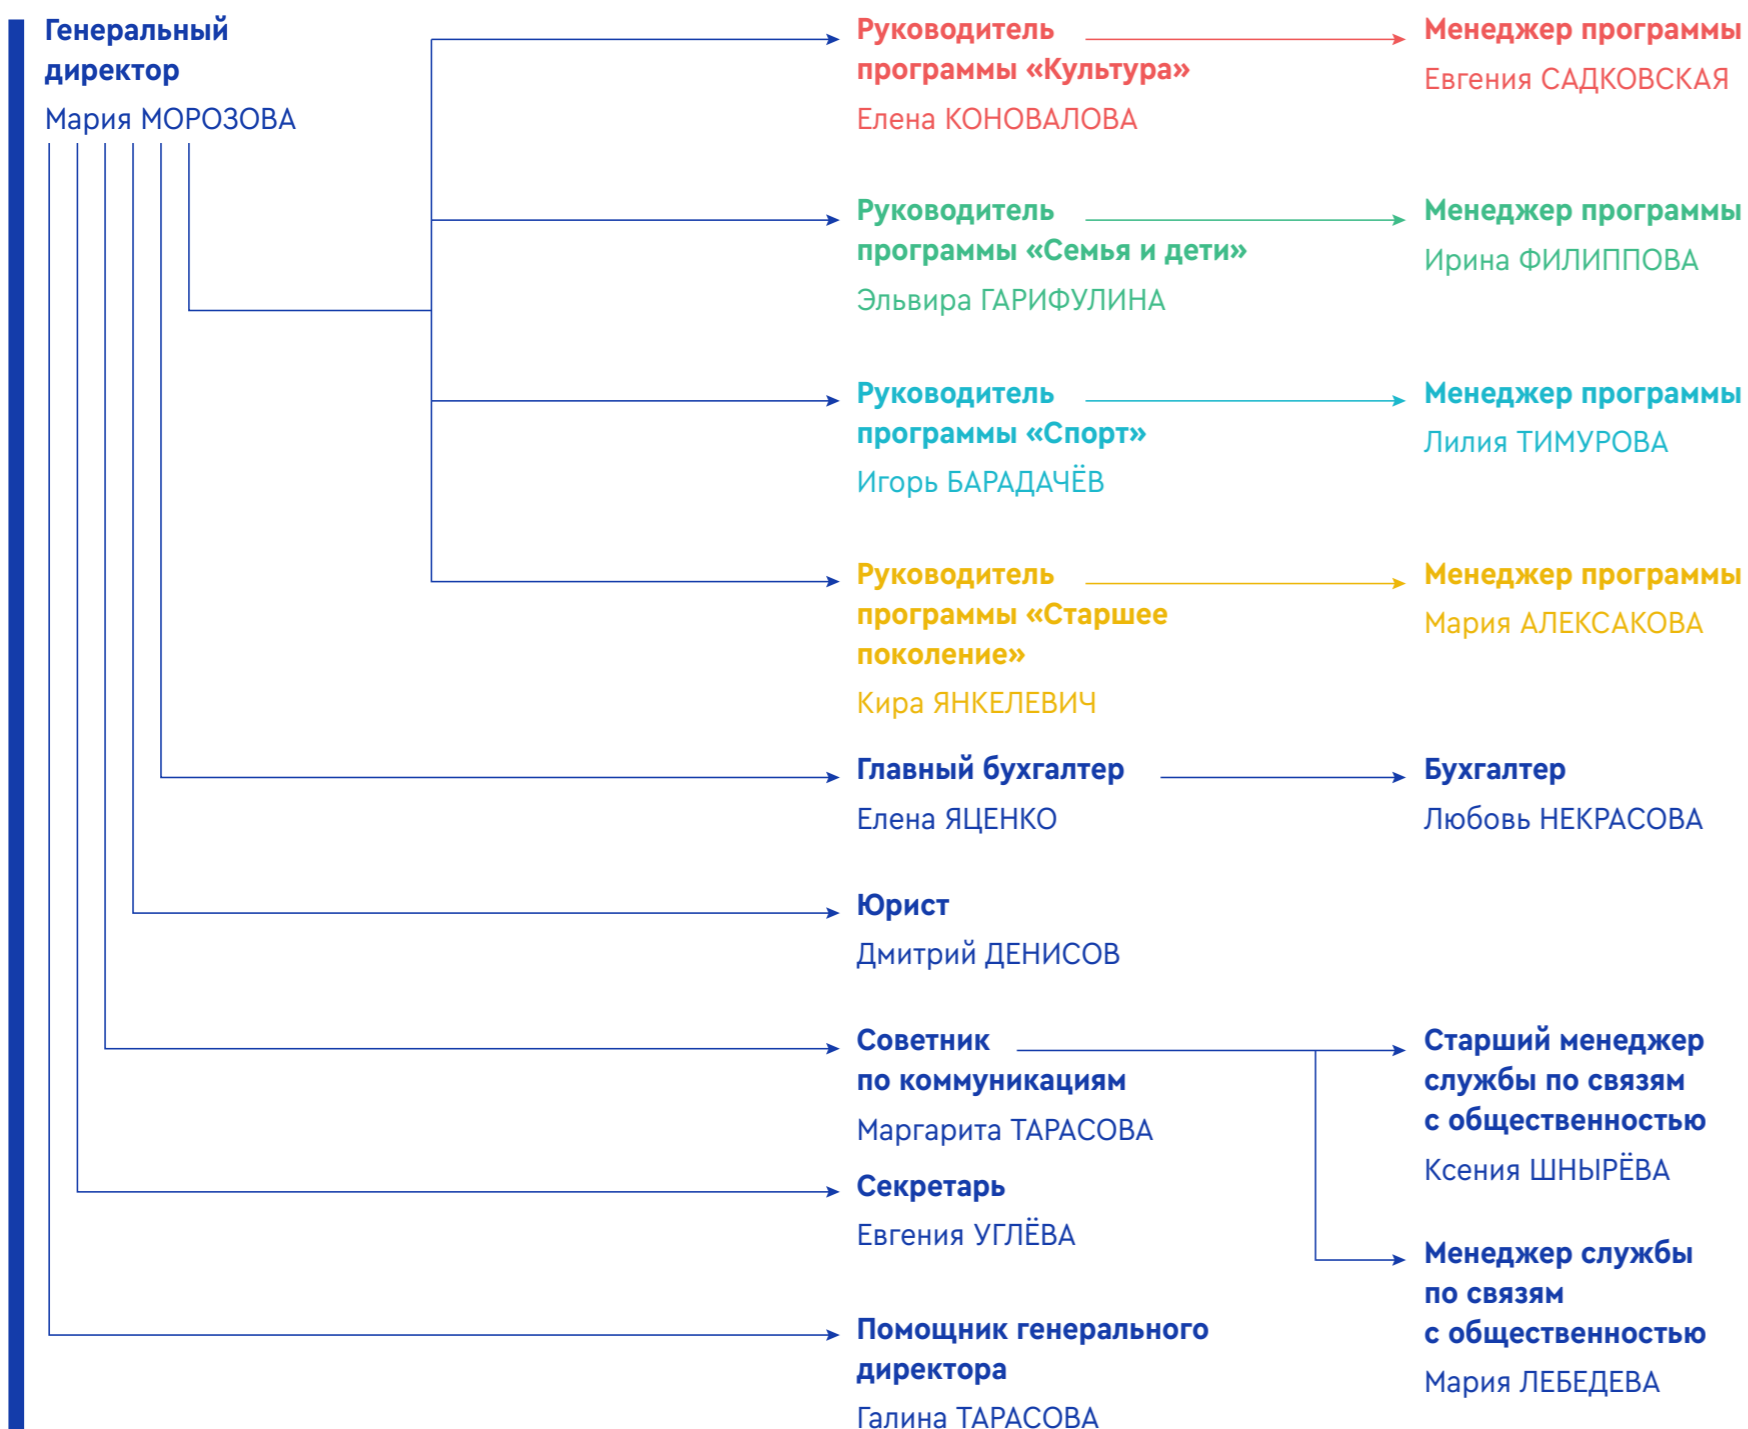 Генеральный
директор
Мария МОРОЗОВА
Руководитель
программы «Культура»
Елена КОНОВАЛОВА
Менеджер программы
Евгения САДКОВСКАЯ
Руководитель
программы «Семья и дети»
Эльвира ГАРИФУЛИНА
Менеджер программы
Ирина ФИЛИППОВА
Руководитель
программы «Спорт»
Игорь БАРАДАЧЁВ
Менеджер программы
Лилия ТИМУРОВА
Руководитель
программы «Старшее
поколение»
Кира ЯНКЕЛЕВИЧ
Менеджер программы
Мария АЛЕКСАКОВА
Главный бухгалтер
Елена ЯЦЕНКО
Бухгалтер
Любовь НЕКРАСОВА
Юрист
Дмитрий ДЕНИСОВ
Советник
по коммуникациям
Маргарита ТАРАСОВА
Старший менеджер
службы по связям
с общественностью
Ксения ШНЫРЁВА
Секретарь
Евгения УГЛЁВА
Менеджер службы
по связям
с общественностью
Мария ЛЕБЕДЕВА
Помощник генерального
директора
Галина ТАРАСОВА